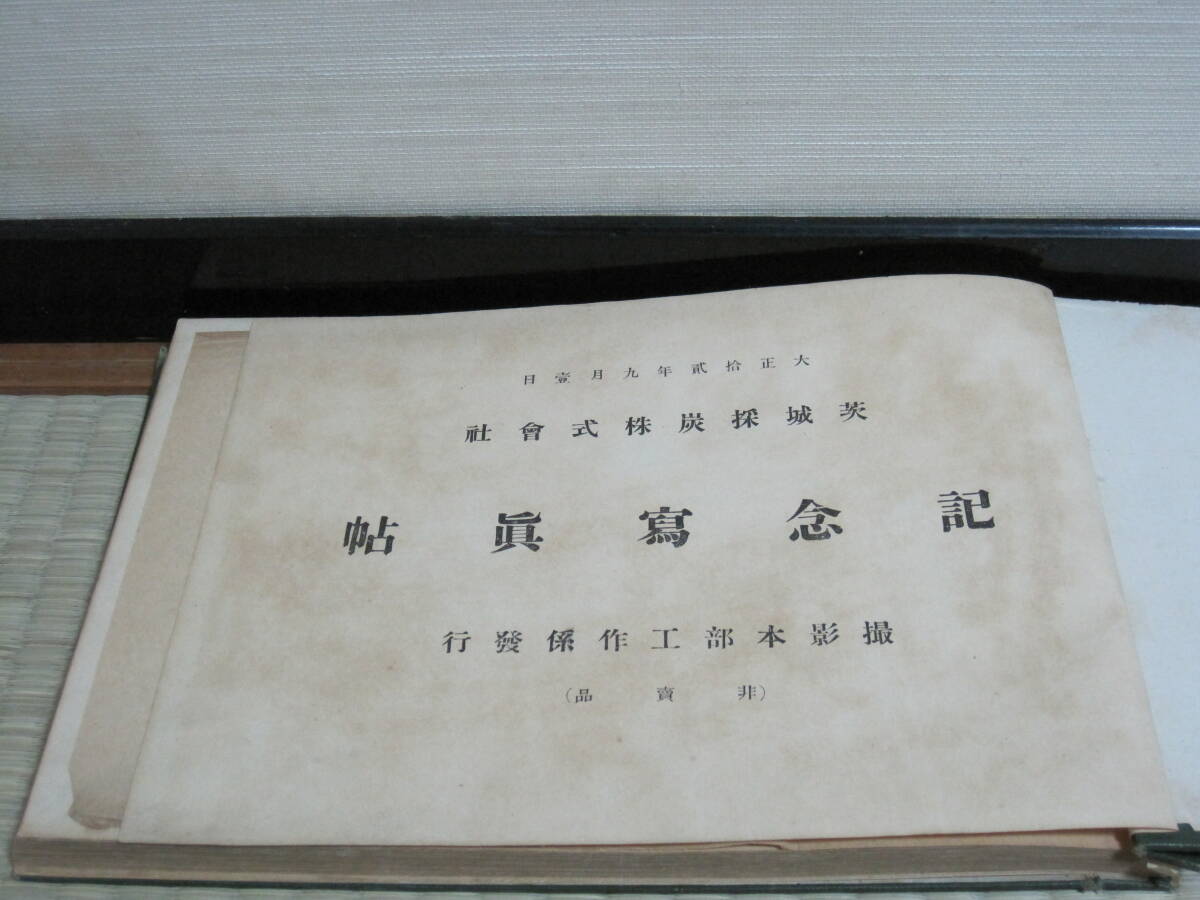 大正拾貳年九月壹日
茨城採炭株式會社
記念寫眞帖
撮影本部工作係發行
(非賣品)